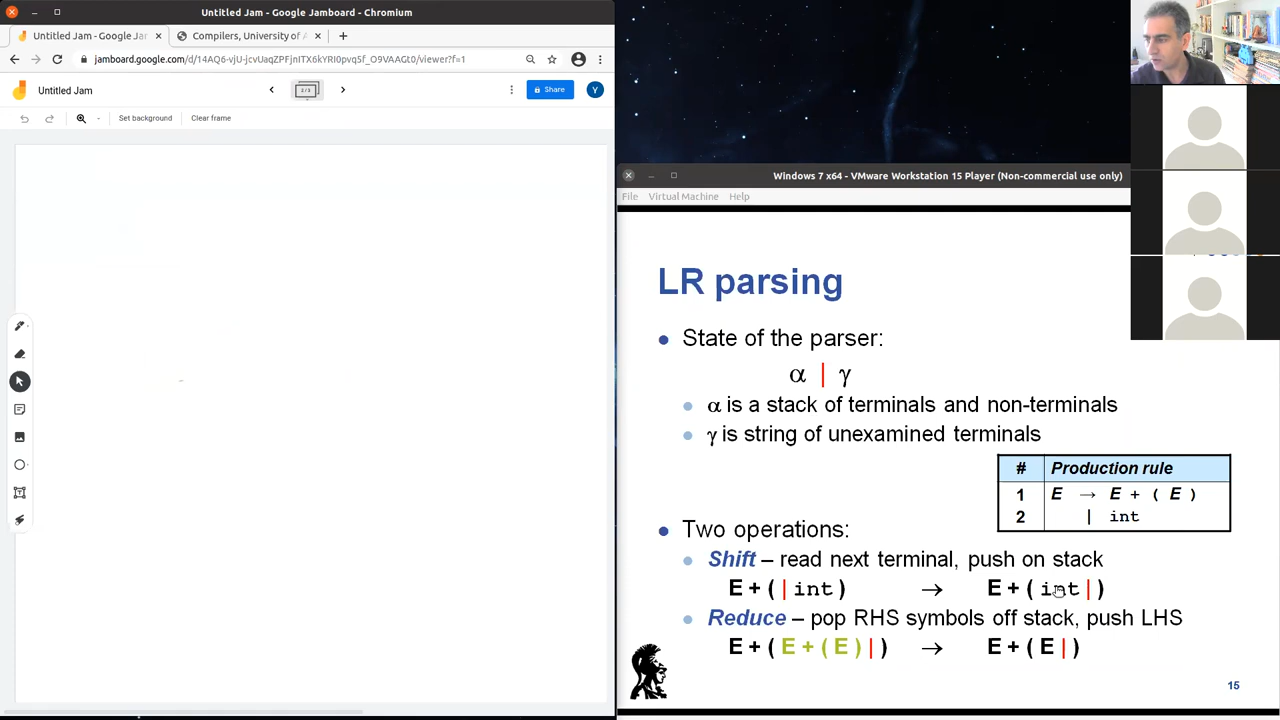 Untitled Jam - Google Jamboard - Chromium
Untitled Jam - Google Ja
Compilers, University of A
jamboard.google.com/d/14AQ6-vjU-jcvUaqZPFjnITX6kYRI0pvq5f_O9VAAGt0/viewer?f=1
Untitled Jam
2/3
Share
Y
Set background
Clear frame
Windows 7 x64 - VMware Workstation 15 Player (Non-commercial use only)
File Virtual Machine Help
LR parsing
• State of the parser:
α | γ
• α is a stack of terminals and non-terminals
• γ is string of unexamined terminals
# Production rule
1 E → E + ( E )
2 | int
• Two operations:
• Shift – read next terminal, push on stack
E + ( | int ) → E + ( int | )
• Reduce – pop RHS symbols off stack, push LHS
E + ( E + ( E ) | ) → E + ( E | )
15